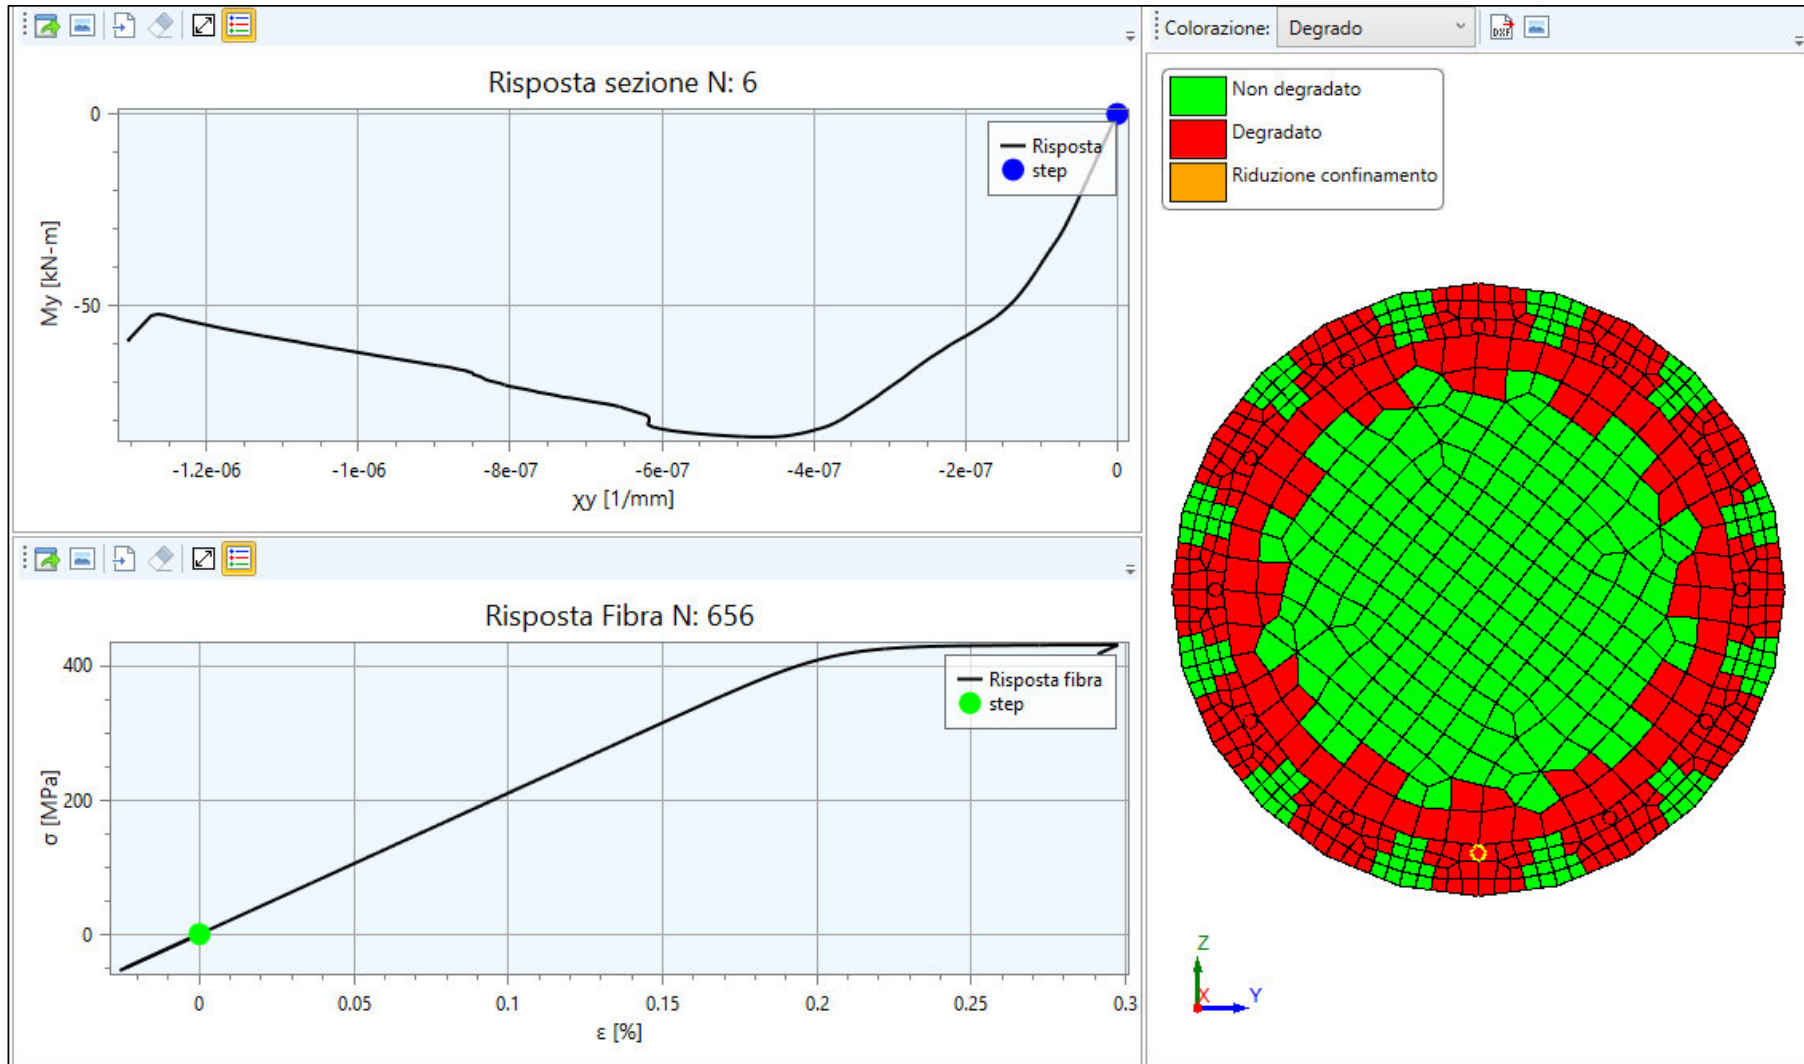 Risposta sezione N: 6
My [kN-m]
0
-50
Risposta
step
-1.2e-06
-1e-06
-8e-07
-6e-07
-4e-07
-2e-07
0
χy [1/mm]
Risposta Fibra N: 656
σ [MPa]
400
200
0
Risposta fibra
step
0
0.05
0.1
0.15
0.2
0.25
0.3
ε [%]
Colorazione: Degrado
DXF
Non degradato
Degradato
Riduzione confinamento
Z
X
Y